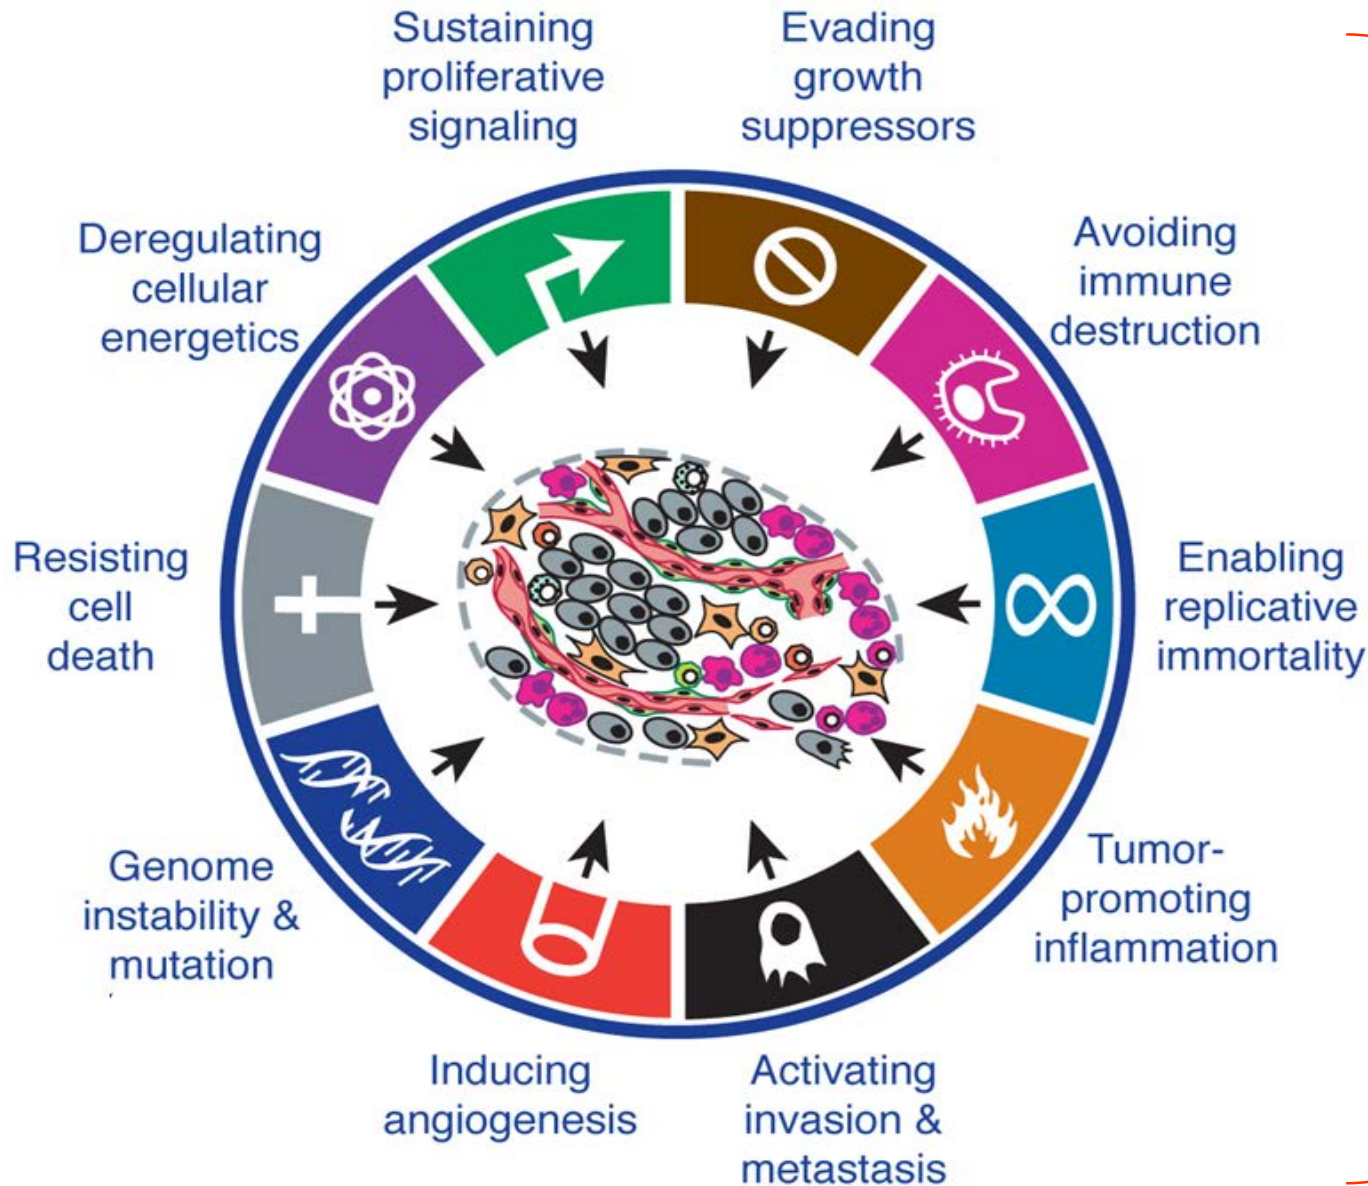 Sustaining
proliferative
signaling
Evading
growth
suppressors
Deregulating
cellular
energetics
Avoiding
immune
destruction
Resisting
cell
death
Enabling
replicative
immortality
Genome
instability &
mutation
Tumor-
promoting
inflammation
Inducing
angiogenesis
Activating
invasion &
metastasis